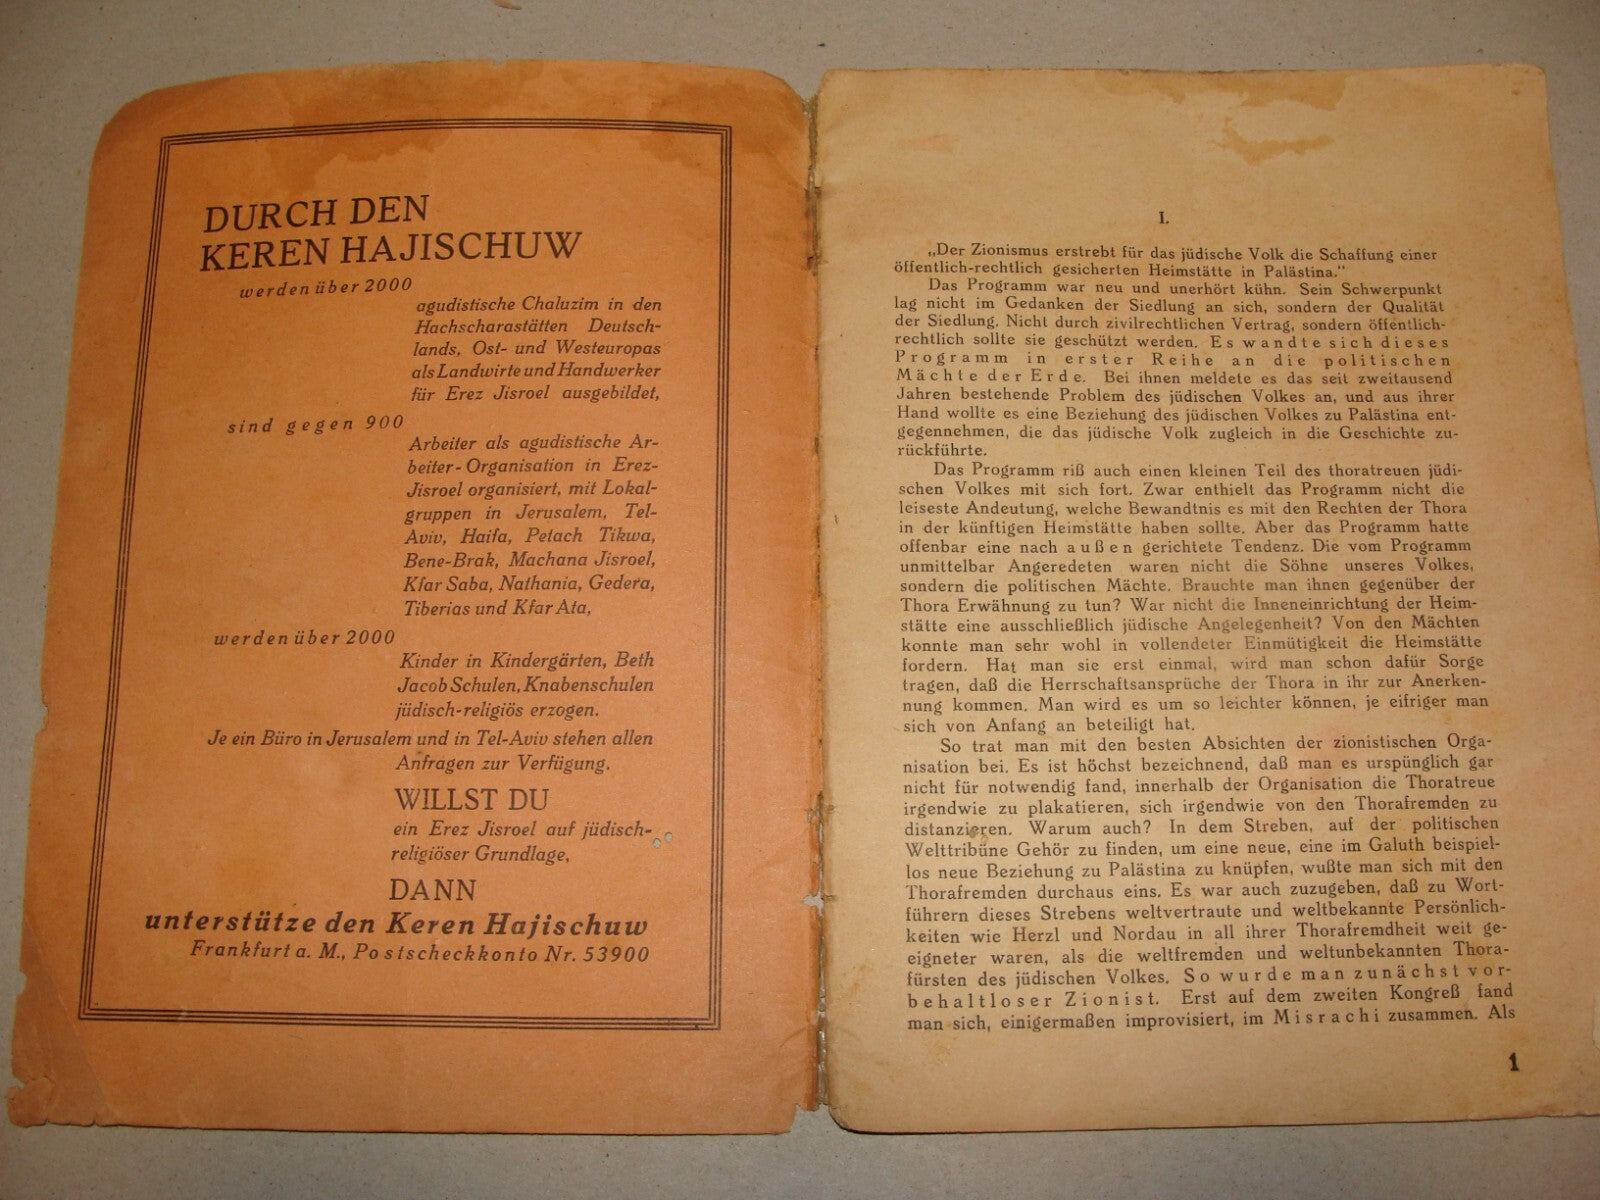 DURCH DEN
KEREN HAJISCHUW
werden über 2000
agudistische Chaluzim in den
Hachscharastätten Deutsch-
lands, Ost- und Westeuropas
als Landwirte und Handwerker
für Erez Jisroel ausgebildet,
sind gegen 900
Arbeiter als agudistische Ar-
beiter-Organisation in Erez-
Jisroel organisiert, mit Lokal-
gruppen in Jerusalem, Tel-
Aviv, Haifa, Petach Tikwa,
Bene-Brak, Machana Jisroel,
Kfar Saba, Nathania, Gedera,
Tiberias und Kfar Ata,
werden über 2000
Kinder in Kindergärten, Beth
Jacob Schulen, Knabenschulen
jüdisch-religiös erzogen.
Je ein Büro in Jerusalem und in Tel-Aviv stehen allen
Anfragen zur Verfügung.
WILLST DU
ein Erez Jisroel auf jüdisch-
religiöser Grundlage,
DANN
unterstütze den Keren Hajischuw
Frankfurt a. M., Postscheckkonto Nr. 53900
I.
„Der Zionismus erstrebt für das jüdische Volk die Schaffung einer
öffentlich-rechtlich gesicherten Heimstätte in Palästina.“
Das Programm war neu und unerhört kühn. Sein Schwerpunkt
lag nicht im Gedanken der Siedlung an sich, sondern der Qualität
der Siedlung. Nicht durch zivilrechtlichen Vertrag, sondern öffentlich-
rechtlich sollte sie geschützt werden. Es wandte sich dieses
Programm in erster Reihe an die politischen
Mächte der Erde. Bei ihnen meldete es das seit zweitausend
Jahren bestehende Problem des jüdischen Volkes an, und aus ihrer
Hand wollte es eine Beziehung des jüdischen Volkes zu Palästina ent-
gegennehmen, die das jüdische Volk zugleich in die Geschichte zu-
rückführte.
Das Programm riß auch einen kleinen Teil des thoratreuen jüdi-
schen Volkes mit sich fort. Zwar enthielt das Programm nicht die
leiseste Andeutung, welche Bewandtnis es mit den Rechten der Thora
in der künftigen Heimstätte haben sollte. Aber das Programm hatte
offenbar eine nach außen gerichtete Tendenz. Die vom Programm
unmittelbar Angeredeten waren nicht die Söhne unseres Volkes,
sondern die politischen Mächte. Brauchte man ihnen gegenüber der
Thora Erwähnung zu tun? War nicht die Inneneinrichtung der Heim-
stätte eine ausschließlich jüdische Angelegenheit? Von den Mächten
konnte man sehr wohl in vollendeter Einmütigkeit die Heimstätte
fordern. Hat man sie erst einmal, wird man schon dafür Sorge
tragen, daß die Herrschaftsansprüche der Thora in ihr zur Anerken-
nung kommen. Man wird es um so leichter können, je eifriger man
sich von Anfang an beteiligt hat.
So trat man mit den besten Absichten der zionistischen Orga-
nisation bei. Es ist höchst bezeichnend, daß man es urspünglich gar
nicht für notwendig fand, innerhalb der Organisation die Thoratreue
irgendwie zu plakatieren, sich irgendwie von den Thorafremden zu
distanzieren. Warum auch? In dem Streben, auf der politischen
Welttribüne Gehör zu finden, um eine neue, eine im Galuth beispiel-
los neue Beziehung zu Palästina zu knüpfen, wußte man sich mit den
Thorafremden durchaus eins. Es war auch zuzugeben, daß zu Wort-
führern dieses Strebens weltvertraute und weltbekannte Persönlich-
keiten wie Herzl und Nordau in all ihrer Thorafremdheit weit ge-
eigneter waren, als die weltfremden und weltunbekannten Thora-
fürsten des jüdischen Volkes. So wurde man zunächst vor-
behaltloser Zionist. Erst auf dem zweiten Kongreß fand
man sich, einigermaßen improvisiert, im Misrachi zusammen. Als
1